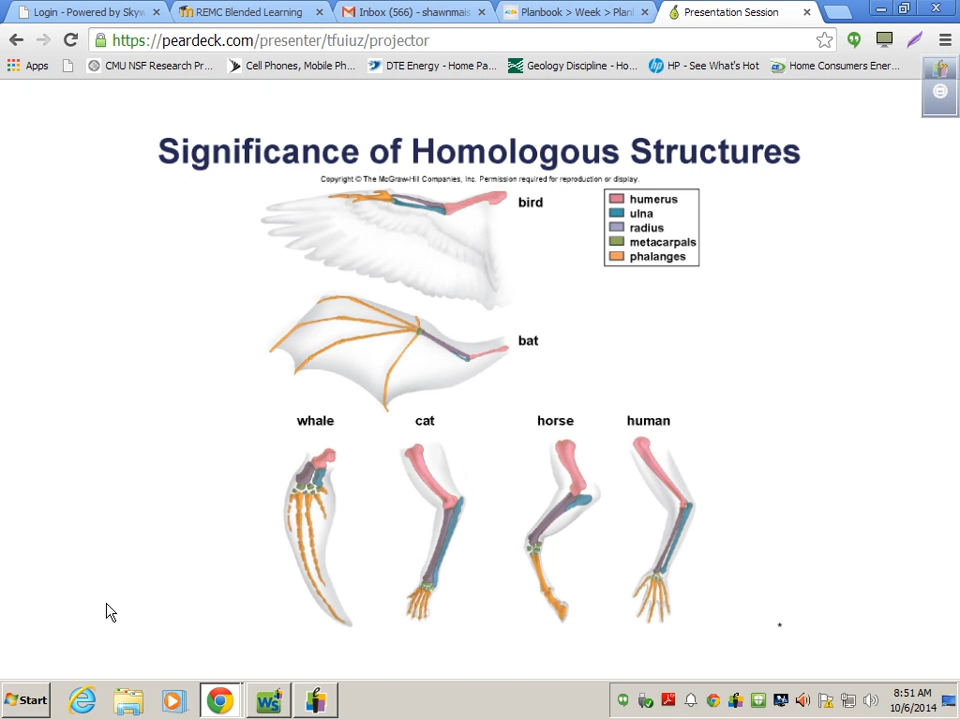 Login - Powered by Skyw
REMC Blended Learning
Inbox (566) - shawnmais
Planbook > Week > Plan
Presentation Session
https://peardeck.com/presenter/tfuiuz/projector
Apps
CMU NSF Research Pr...
Cell Phones, Mobile Ph...
DTE Energy - Home Pa...
Geology Discipline - Ho...
HP - See What's Hot
Home Consumers Ener...
Significance of Homologous Structures
Copyright © The McGraw-Hill Companies, Inc. Permission required for reproduction or display.
bird
humerus
ulna
radius
metacarpals
phalanges
bat
whale cat horse human
*
Start
8:51 AM
10/6/2014